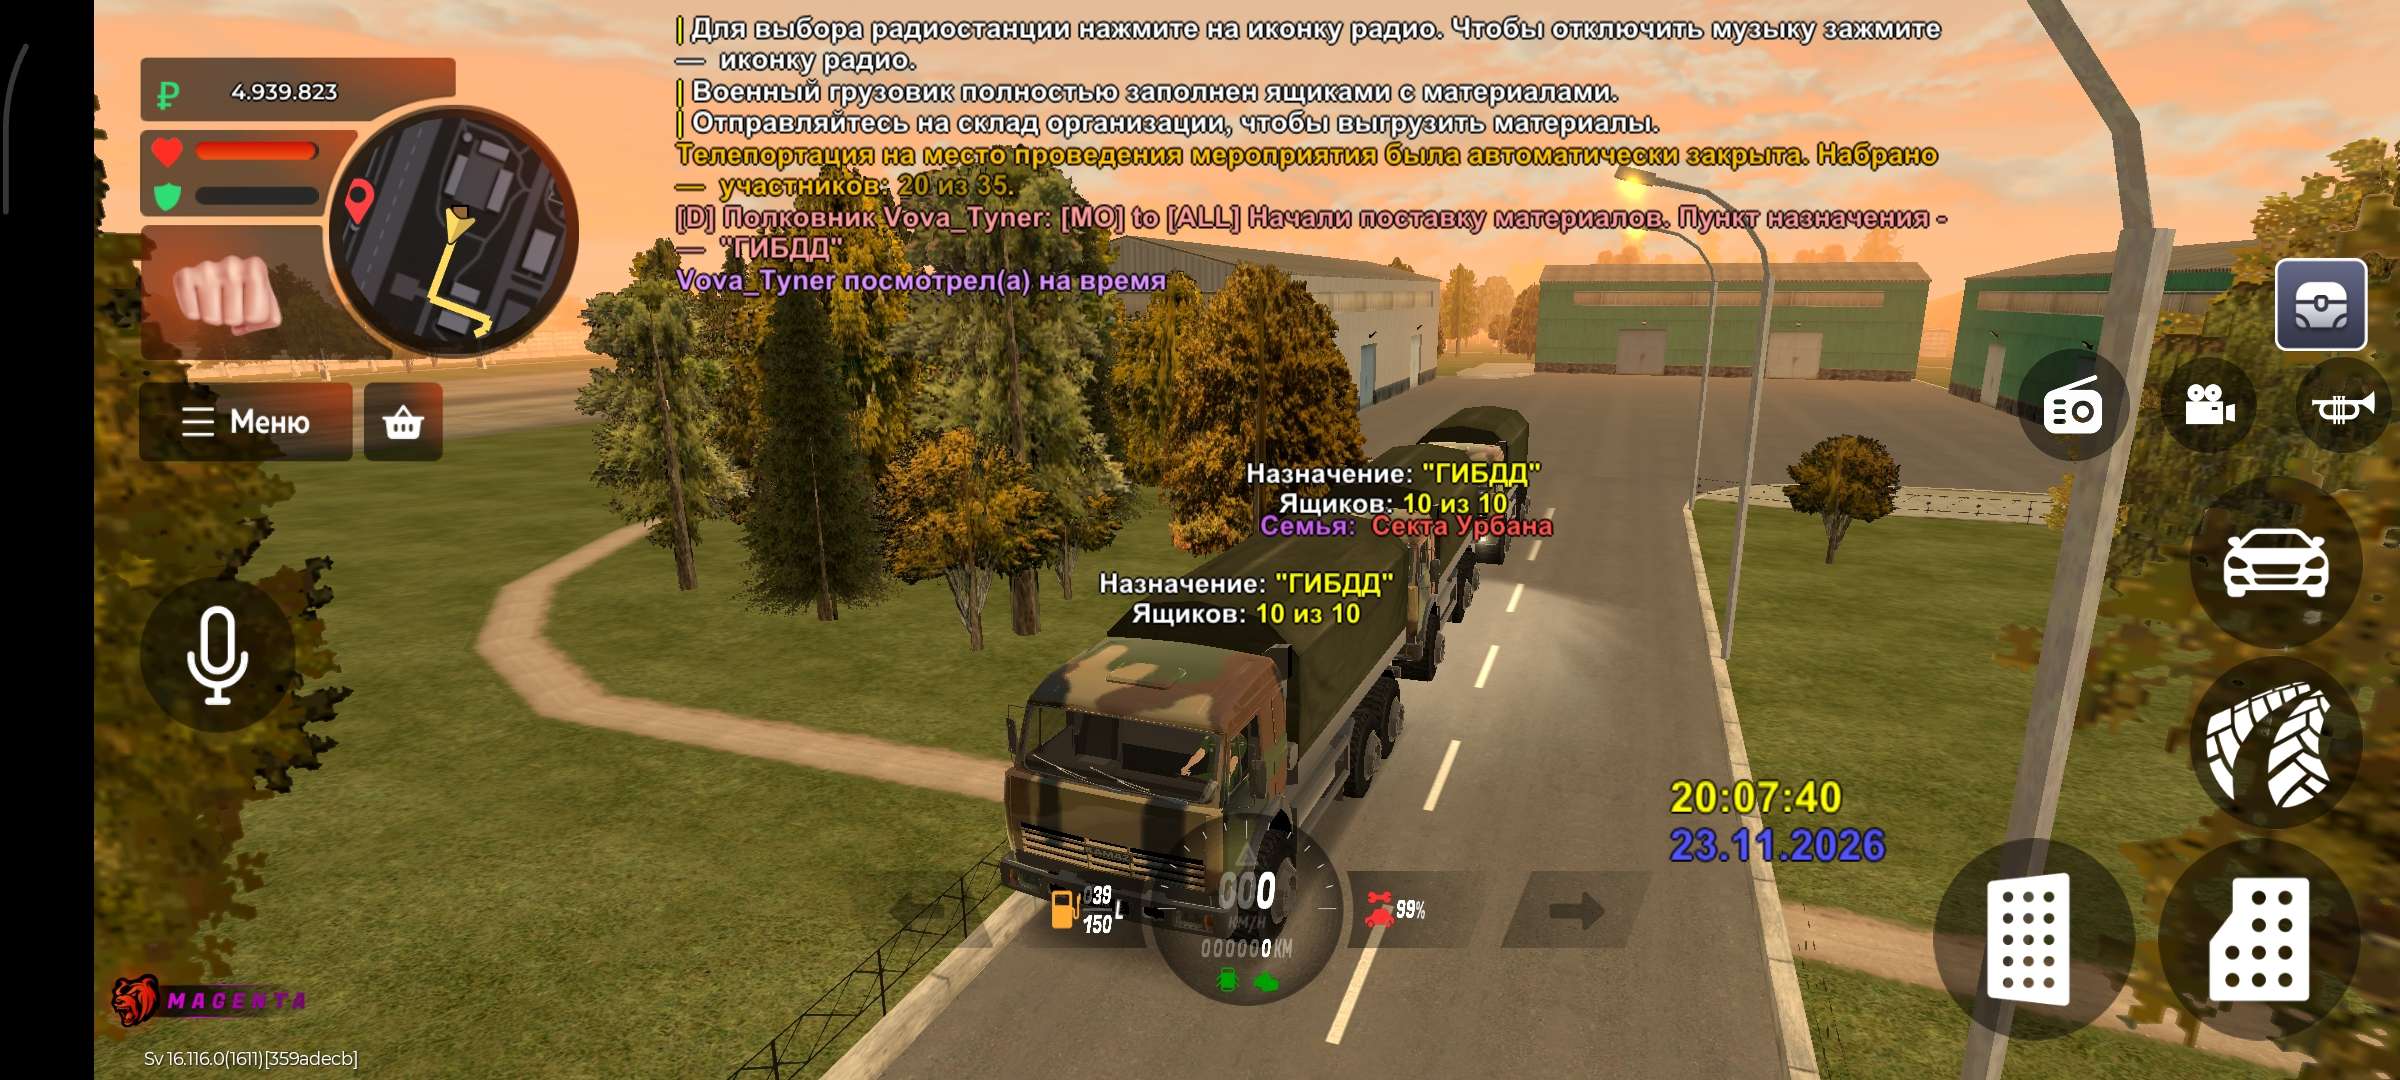 | Для выбора радиостанции нажмите на иконку радио. Чтобы отключить музыку зажмите
— иконку радио.
| Военный грузовик полностью заполнен ящиками с материалами.
| Отправляйтесь на склад организации, чтобы выгрузить материалы.
Телепортация на место проведения мероприятия была автоматически закрыта. Набрано
— участников: 20 из 35.
[D] Полковник Vova_Tyner: [МО] to [ALL] Начали поставку материалов. Пункт назначения -
— "ГИБДД"
Vova_Tyner посмотрел(а) на время
₽ 4.939.823
Меню
Назначение: "ГИБДД"
Ящиков: 10 из 10
Семья: Секта Урбана
Назначение: "ГИБДД"
Ящиков: 10 из 10
20:07:40
23.11.2026
KAMAZ
039
150 L
000
KM/H
000000KM
99%
MAGENTA
Sv 16.116.0(1611)[359adecb]